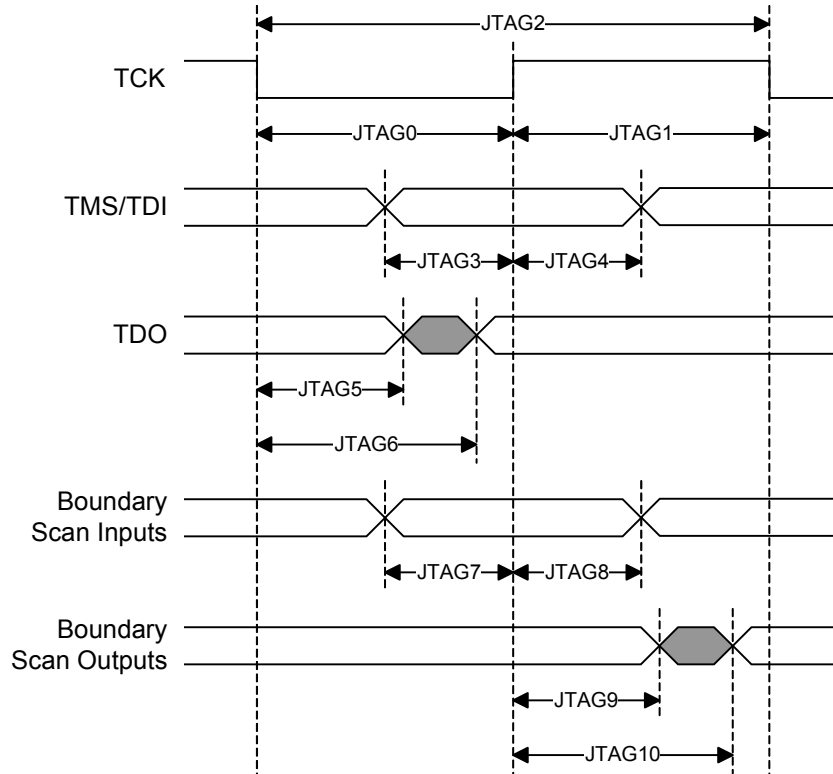 JTAG2
TCK
JTAG0
JTAG1
TMS/TDI
JTAG3
JTAG4
TDO
JTAG5
JTAG6
Boundary
Scan Inputs
JTAG7
JTAG8
Boundary
Scan Outputs
JTAG9
JTAG10